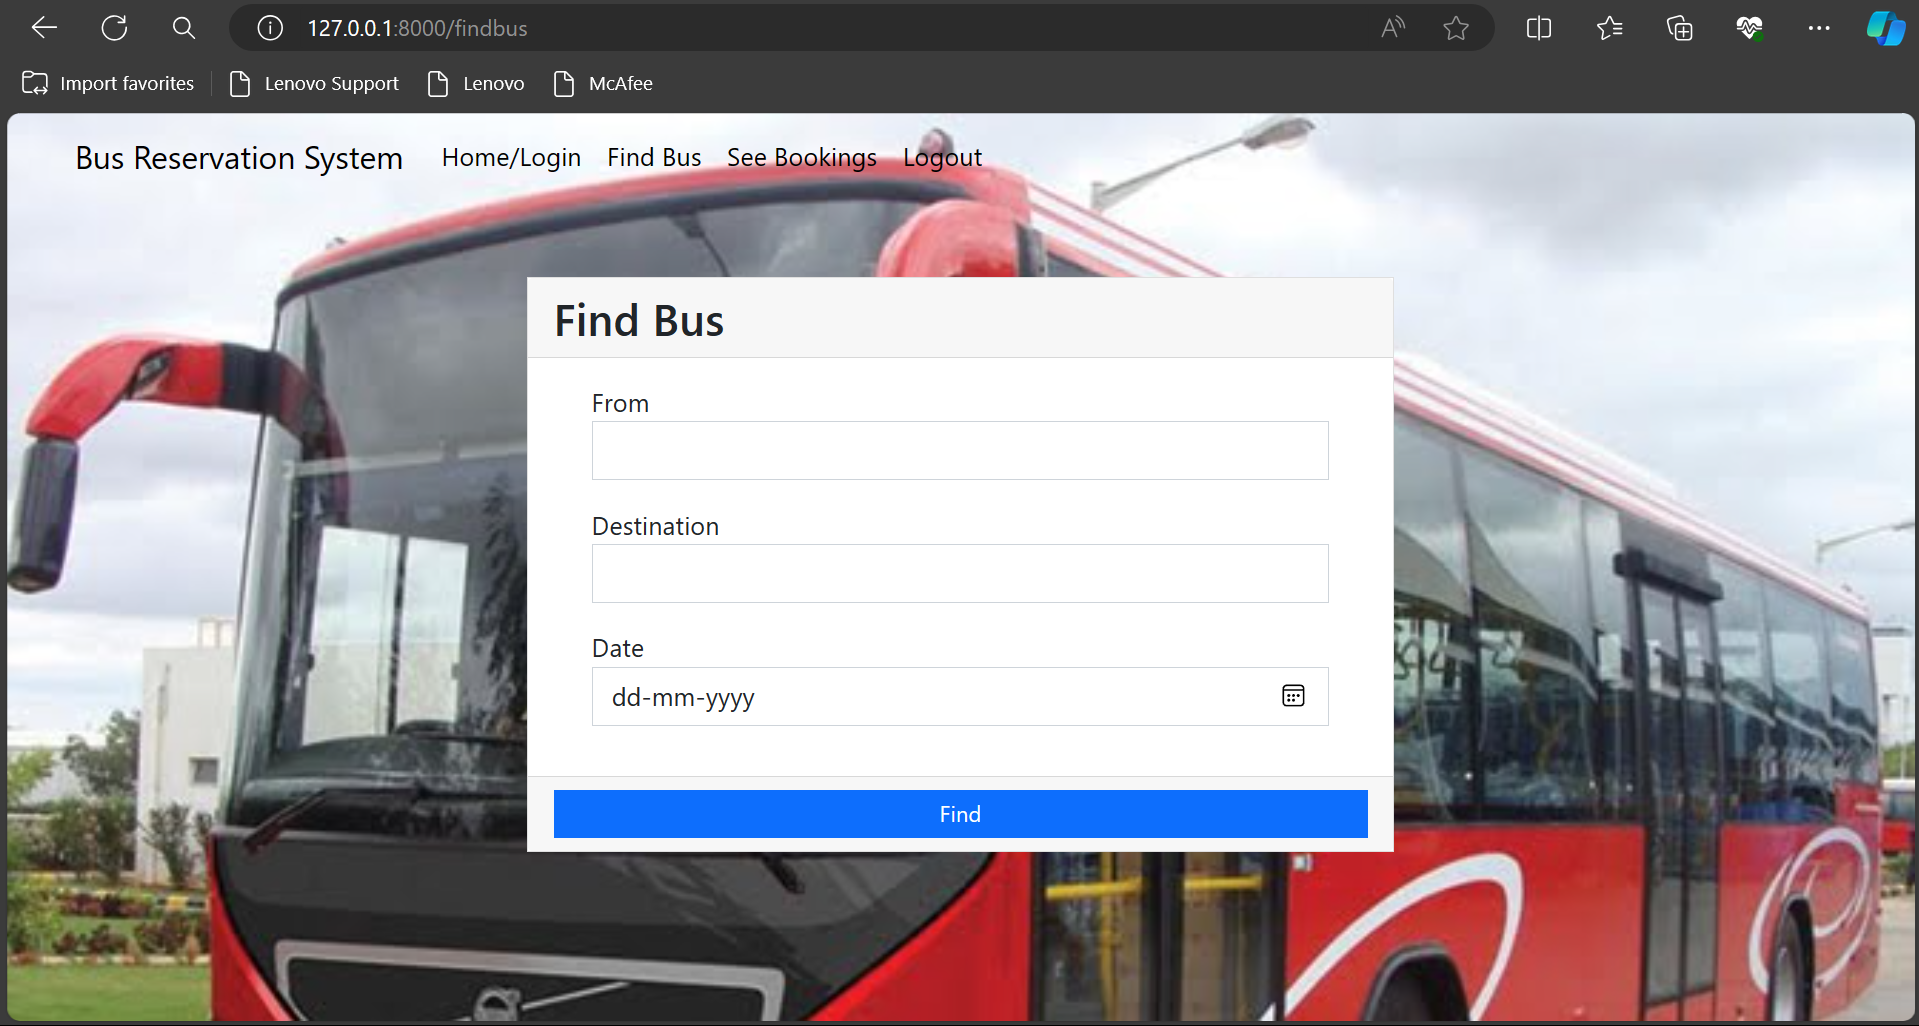 127.0.0.1:8000/findbus
Import favorites Lenovo Support Lenovo McAfee
Bus Reservation System Home/Login Find Bus See Bookings Logout
Find Bus
From
Destination
Date
dd-mm-yyyy
Find